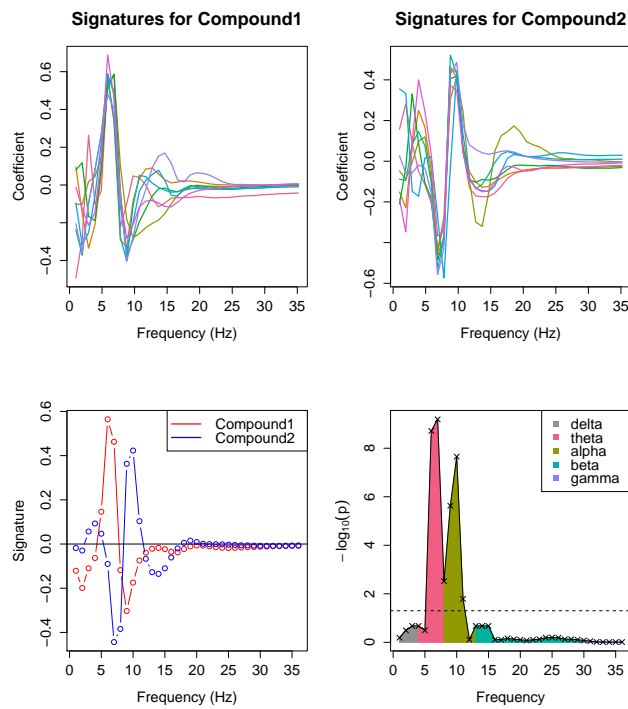 Signatures for Compound1
Signatures for Compound2
Coefficient
0.6
0.4
0.2
0.0
−0.4
0 5 10 15 20 25 30 35
Frequency (Hz)
Coefficient
0.4
0.0
−0.2
−0.6
0 5 10 15 20 25 30 35
Frequency (Hz)
Signature
0.6
0.4
0.2
0.0
−0.2
−0.4
Compound1
Compound2
0 5 10 15 20 25 30 35
Frequency (Hz)
−log10(p)
8
6
4
2
0
delta
theta
alpha
beta
gamma
0 5 10 15 20 25 30 35
Frequency